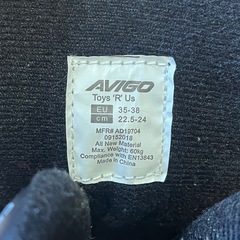 AVIGO
Toys 'R' Us
EU 35-38
cm 22.5-24
MFR# AD19704
09152018
All New Material
Max. Weight: 60kg
Compliance with EN13843
Made in China